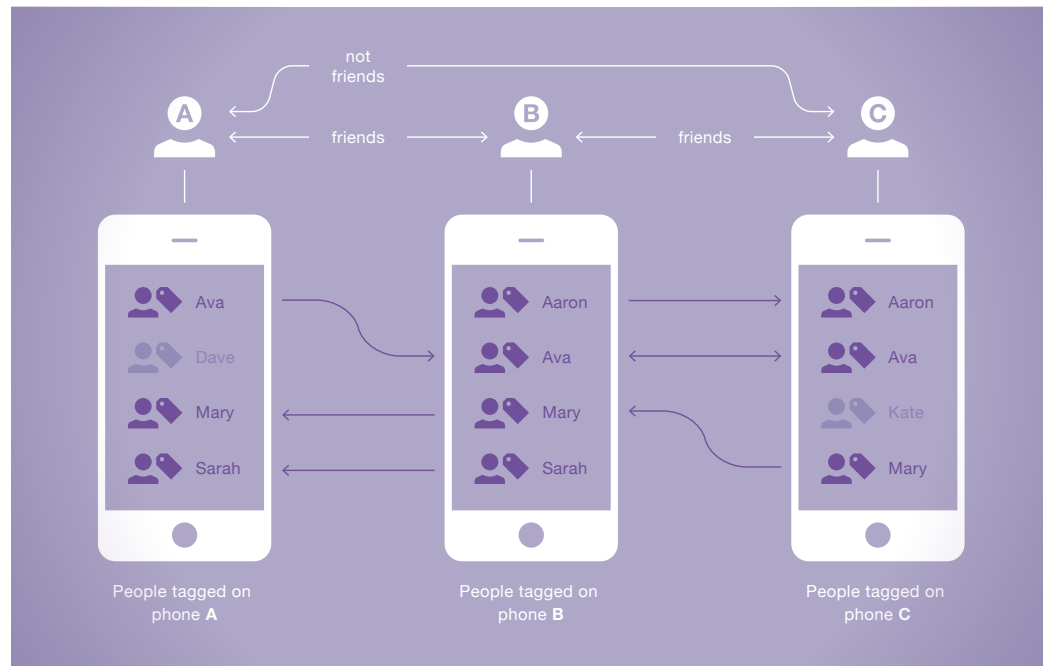 not
friends
A
B
C
friends
friends
Ava
Dave
Mary
Sarah
Aaron
Ava
Mary
Sarah
Aaron
Ava
Kate
Mary
People tagged on
phone A
People tagged on
phone B
People tagged on
phone C